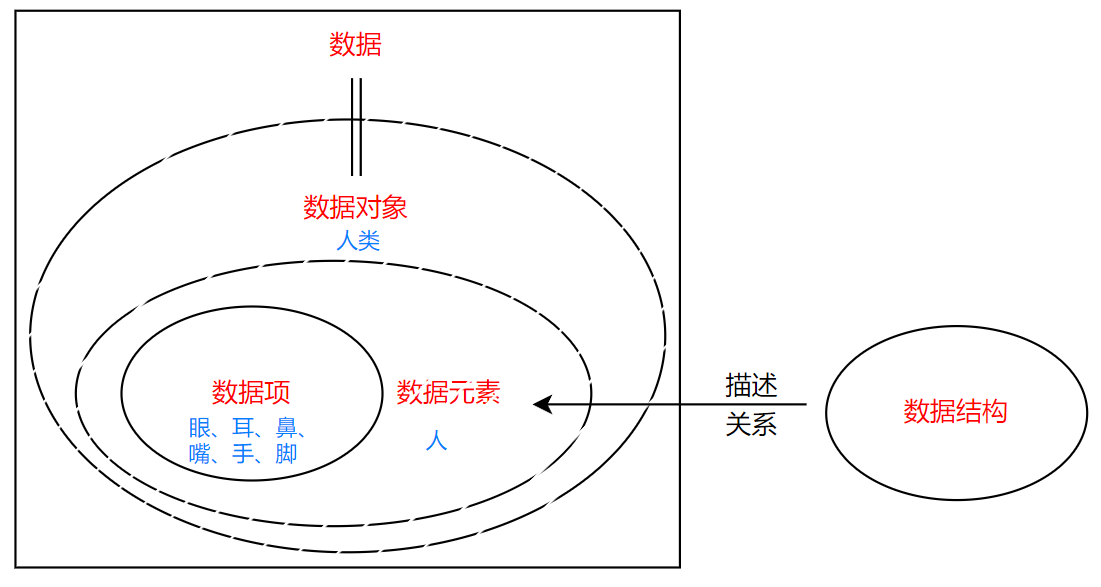 数据
数据对象
人类
数据项
眼、耳、鼻、
嘴、手、脚
数据元素
人
描述
关系
数据结构